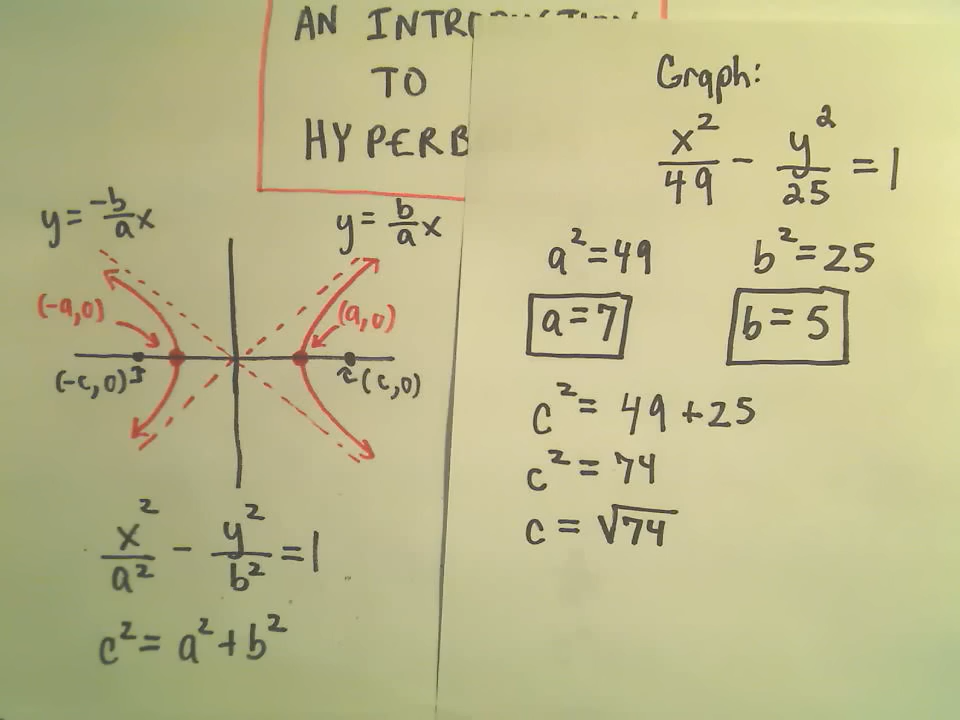 AN INTRODUCTION
TO
HYPERB
y = -b/a x
y = b/a x
(-a,0)
(a,0)
(-c,0)
(c,0)
x²/a² - y²/b² = 1
c² = a² + b²
Graph:
x²/49 - y²/25 = 1
a² = 49
b² = 25
a = 7
b = 5
c² = 49 + 25
c² = 74
c = √74